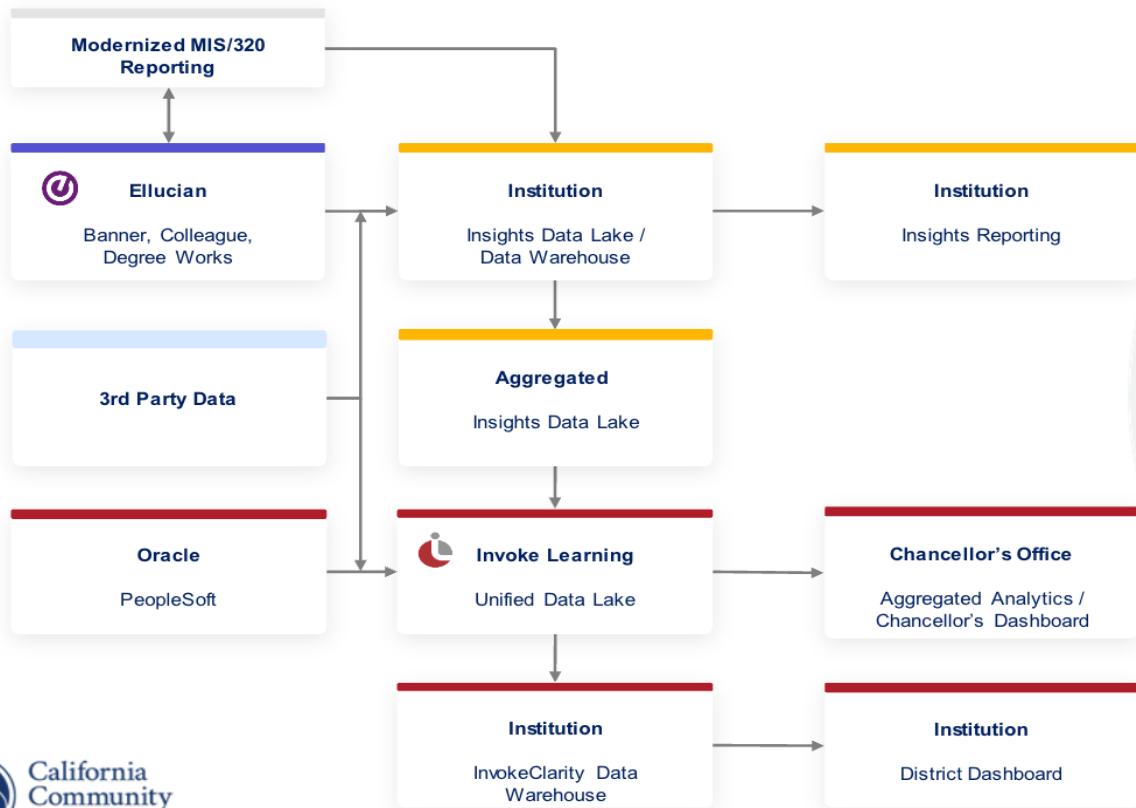 Modernized MIS/320
Reporting
Ellucian
Banner, Colleague,
Degree Works
Institution
Insights Data Lake /
Data Warehouse
Institution
Insights Reporting
3rd Party Data
Aggregated
Insights Data Lake
Oracle
PeopleSoft
Invoke Learning
Unified Data Lake
Chancellor’s Office
Aggregated Analytics /
Chancellor’s Dashboard
Institution
InvokeClarity Data
Warehouse
Institution
District Dashboard
California
Community